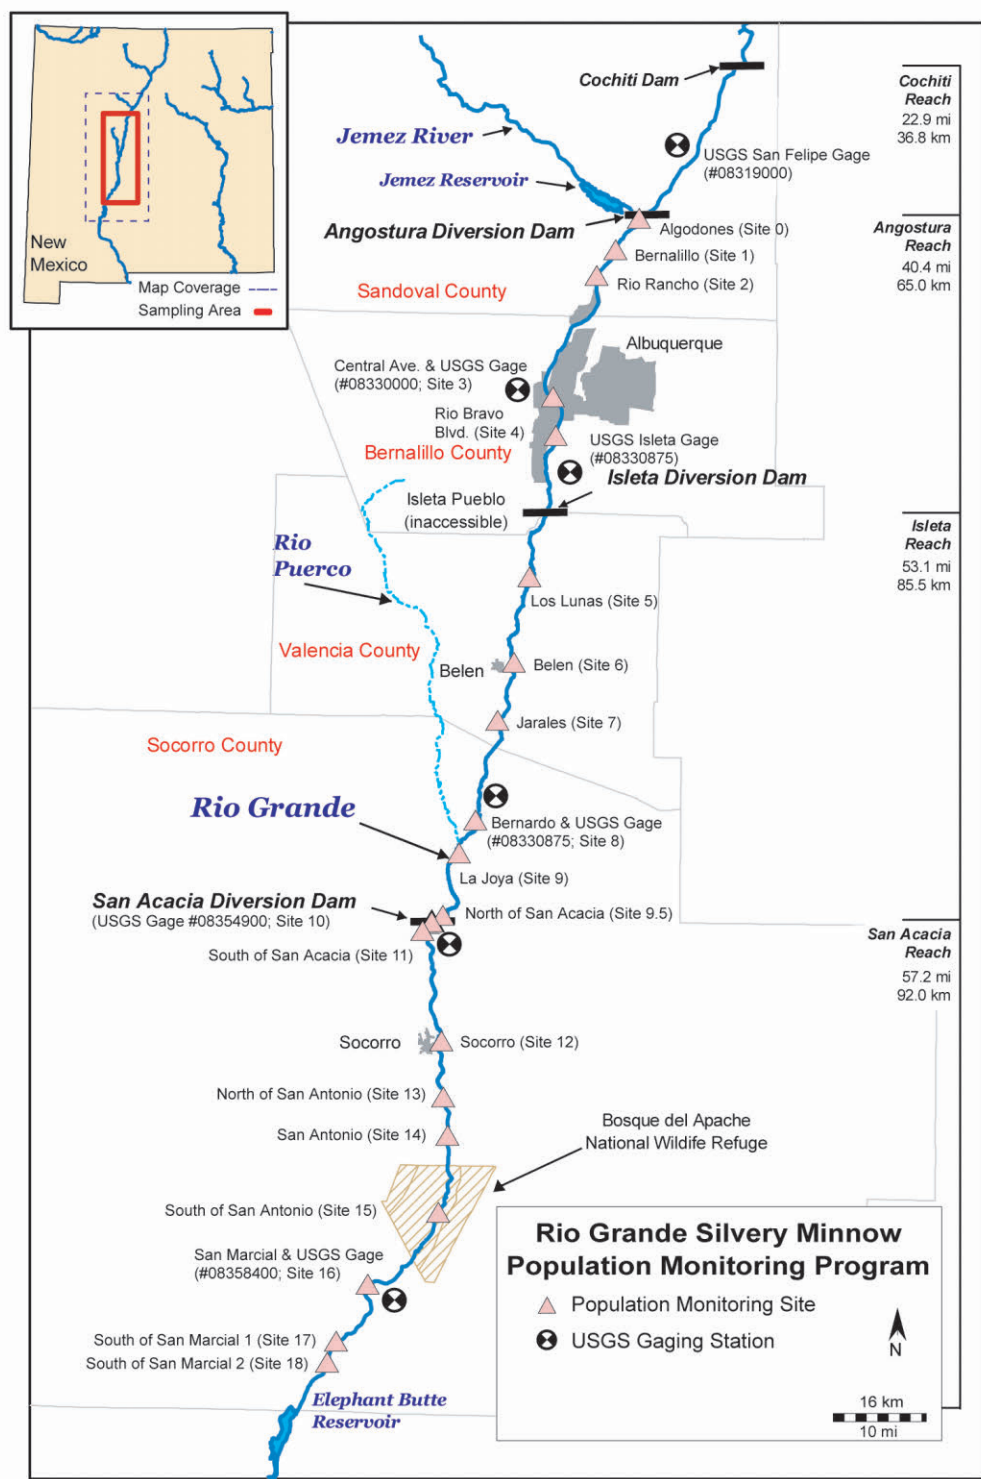 New
Mexico
Map Coverage
Sampling Area
Cochiti Dam
Cochiti
Reach
22.9 mi
36.8 km
Jemez River
USGS San Felipe Gage
(#08319000)
Jemez Reservoir
Angostura Diversion Dam
Algodones (Site 0)
Angostura
Reach
40.4 mi
65.0 km
Bernalillo (Site 1)
Rio Rancho (Site 2)
Sandoval County
Albuquerque
Central Ave. & USGS Gage
(#08330000; Site 3)
Rio Bravo
Blvd. (Site 4)
USGS Isleta Gage
(#08330875)
Bernalillo County
Isleta Diversion Dam
Isleta Pueblo
(inaccessible)
Isleta
Reach
53.1 mi
85.5 km
Rio
Puerco
Los Lunas (Site 5)
Valencia County
Belen
Belen (Site 6)
Jarales (Site 7)
Socorro County
Rio Grande
Bernardo & USGS Gage
(#08330875; Site 8)
La Joya (Site 9)
San Acacia Diversion Dam
(USGS Gage #08354900; Site 10)
North of San Acacia (Site 9.5)
South of San Acacia (Site 11)
San Acacia
Reach
57.2 mi
92.0 km
Socorro
Socorro (Site 12)
North of San Antonio (Site 13)
San Antonio (Site 14)
Bosque del Apache
National Wildlife Refuge
South of San Antonio (Site 15)
San Marcial & USGS Gage
(#08358400; Site 16)
South of San Marcial 1 (Site 17)
South of San Marcial 2 (Site 18)
Elephant Butte
Reservoir
Rio Grande Silvery Minnow
Population Monitoring Program
Population Monitoring Site
USGS Gaging Station
N
16 km
10 mi